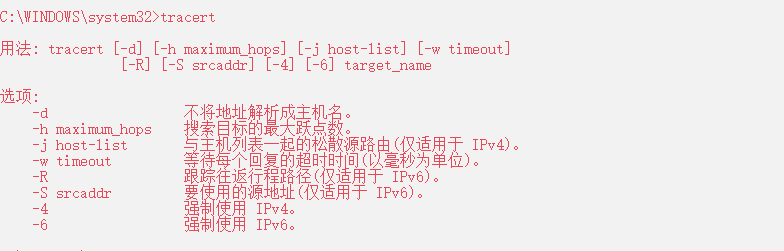 C:\WINDOWS\system32>tracert
用法: tracert [-d] [-h maximum_hops] [-j host-list] [-w timeout]
[-R] [-S srcaddr] [-4] [-6] target_name
选项:
-d 不将地址解析成主机名。
-h maximum_hops 搜索目标的最大跃点数。
-j host-list 与主机列表一起的松散源路由(仅适用于 IPv4)。
-w timeout 等待每个回复的超时时间(以毫秒为单位)。
-R 跟踪往返行程路径(仅适用于 IPv6)。
-S srcaddr 要使用的源地址(仅适用于 IPv6)。
-4 强制使用 IPv4。
-6 强制使用 IPv6。